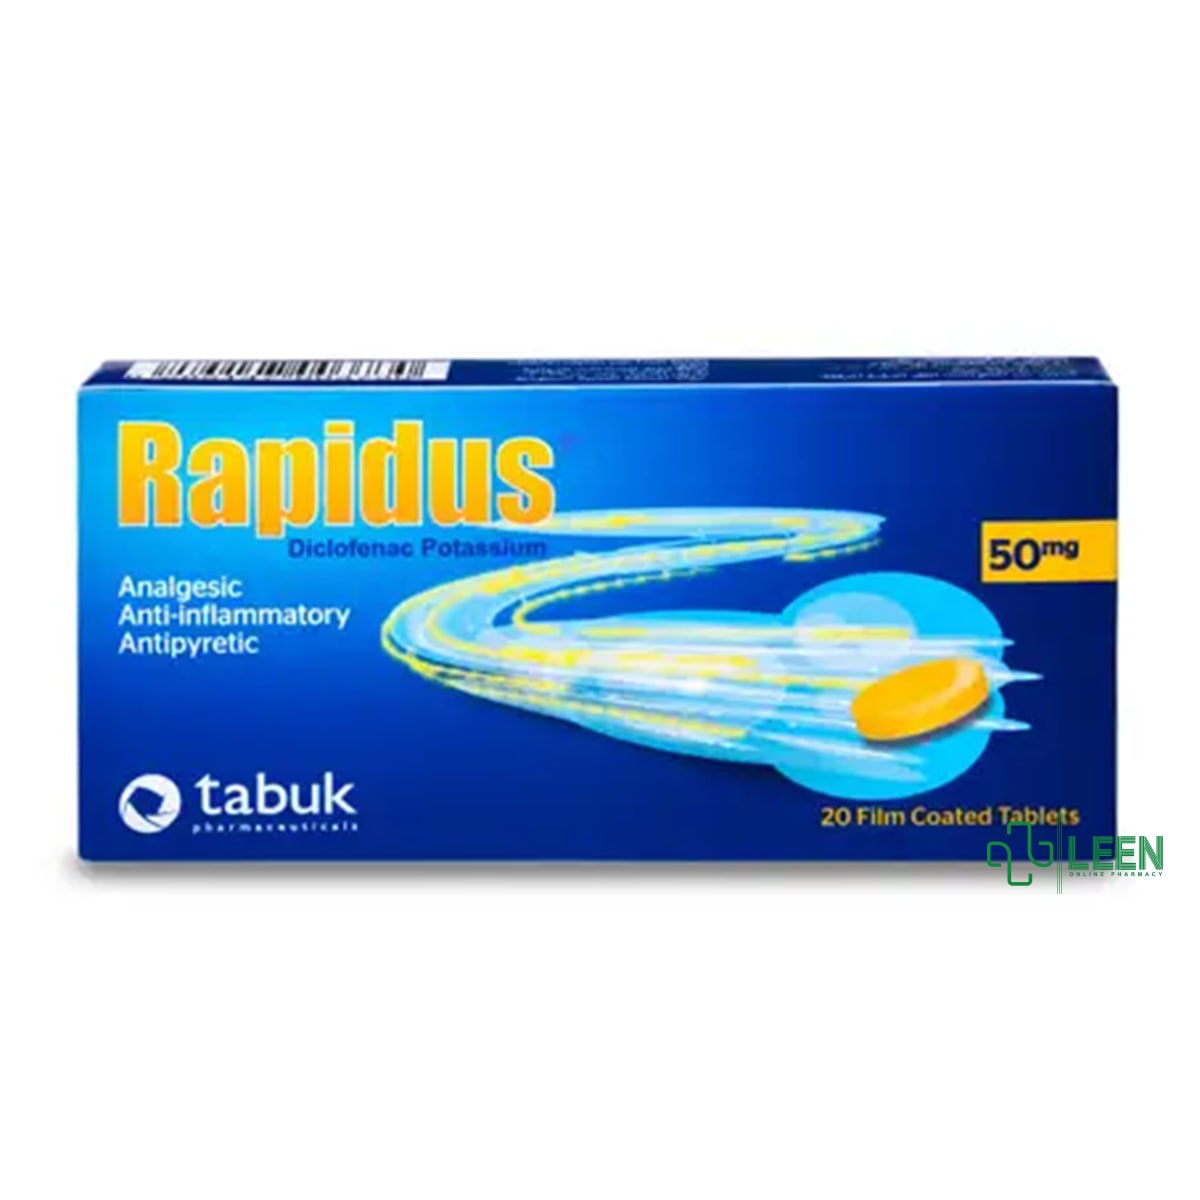 Rapidus
Diclofenac Potassium
Analgesic
Anti-inflammatory
Antipyretic
50mg
tabuk
pharmaceuticals
20 Film Coated Tablets
LEEN
ONLINE PHARMACY